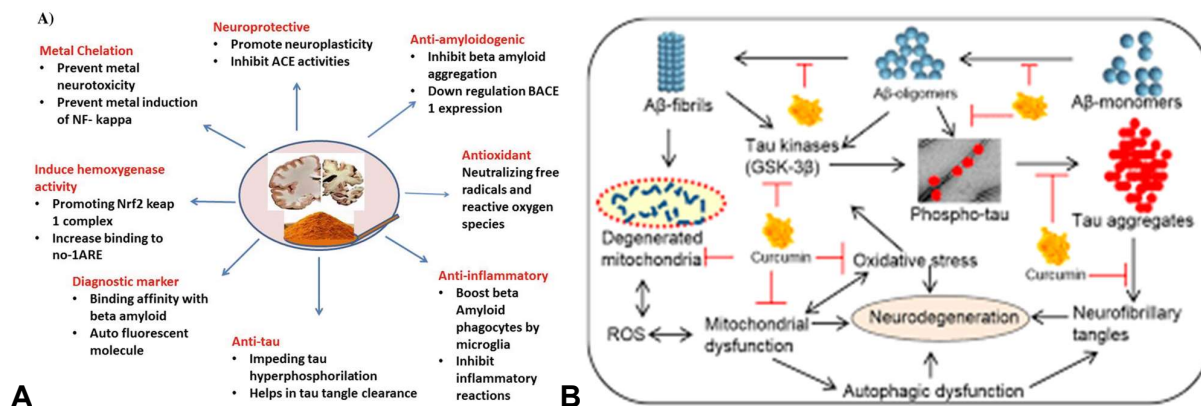 A)
Neuroprotective
• Promote neuroplasticity
• Inhibit ACE activities
Metal Chelation
• Prevent metal
neurotoxicity
• Prevent metal induction
of NF- kappa
Anti-amyloidogenic
• Inhibit beta amyloid
aggregation
• Down regulation BACE
1 expression
Induce hemoxygenase
activity
• Promoting Nrf2 keap
1 complex
• Increase binding to
no-1ARE
Antioxidant
Neutralizing free
radicals and
reactive oxygen
species
Diagnostic marker
• Binding affinity with
beta amyloid
• Auto fluorescent
molecule
Anti-tau
• Impeding tau
hyperphosphorilation
• Helps in tau tangle clearance
Anti-inflammatory
• Boost beta
Amyloid
phagocytes by
microglia
• Inhibit
inflammatory
reactions
A
Aβ-fibrils
Aβ-oligomers
Aβ-monomers
Tau kinases
(GSK-3β)
Phospho-tau
Tau aggregates
Degenerated
mitochondria
Curcumin
Oxidative stress
Curcumin
ROS
Mitochondrial
dysfunction
Neurodegeneration
Neurofibrillary
tangles
Autophagic dysfunction
B